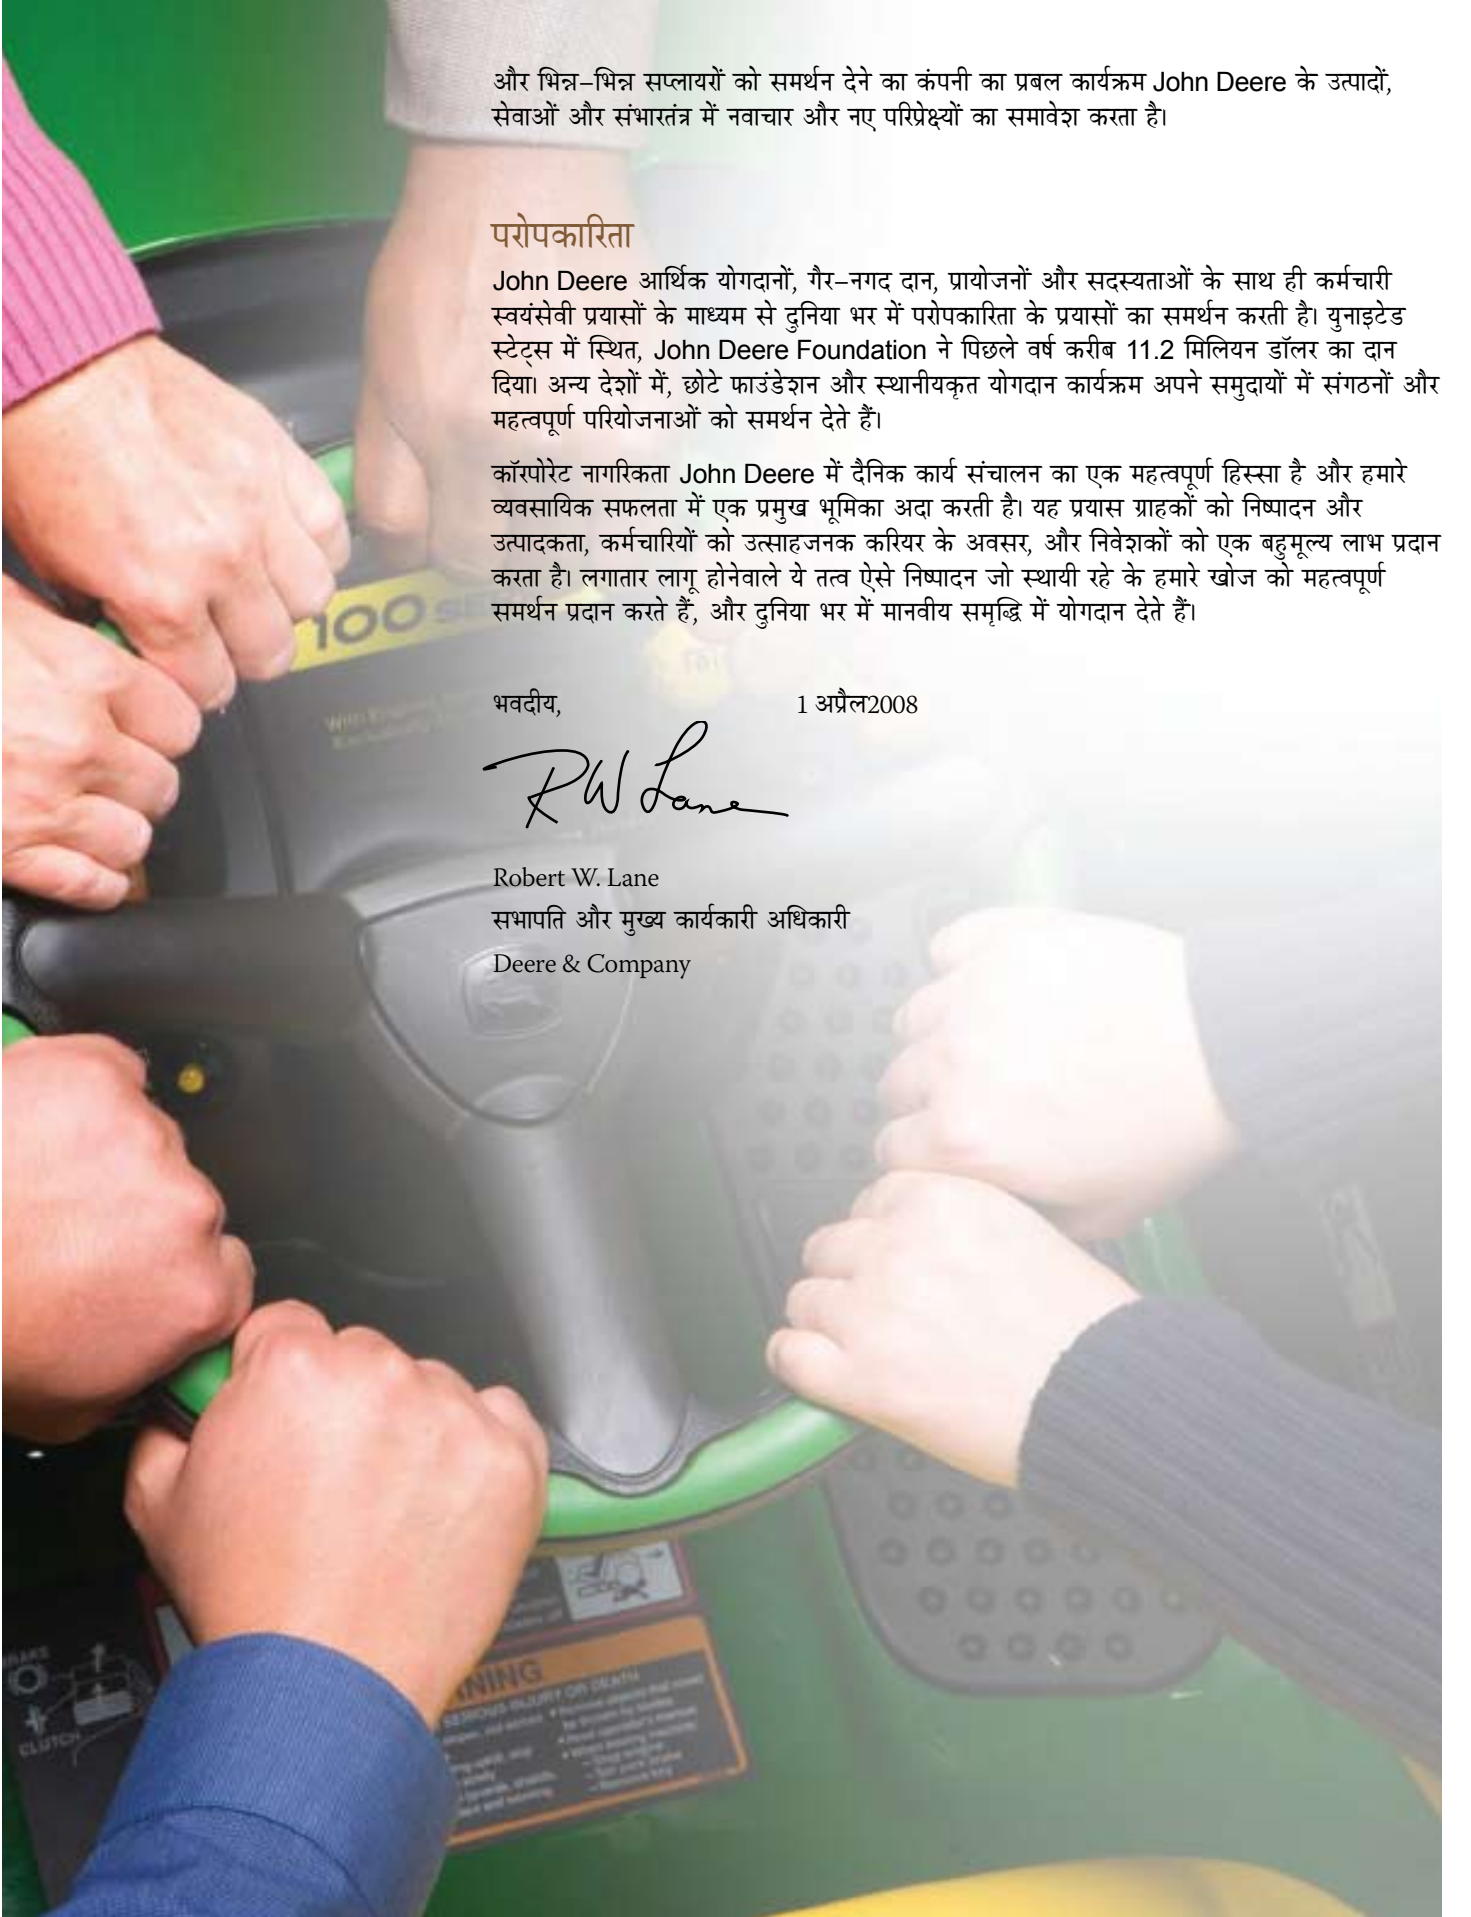 और भिन्न–भिन्न सप्लायरों को समर्थन देने का कंपनी का प्रबल कार्यक्रम John Deere के उत्पादों,
सेवाओं और संभारतंत्र में नवाचार और नए परिप्रेक्ष्यों का समावेश करता है।
परोपकारिता
John Deere आर्थिक योगदानों, गैर–नगद दान, प्रायोजनों और सदस्यताओं के साथ ही कर्मचारी
स्वयंसेवी प्रयासों के माध्यम से दुनिया भर में परोपकारिता के प्रयासों का समर्थन करती है। युनाइटेड
स्टेट्स में स्थित, John Deere Foundation ने पिछले वर्ष करीब 11.2 मिलियन डॉलर का दान
दिया। अन्य देशों में, छोटे फाउंडेशन और स्थानीयकृत योगदान कार्यक्रम अपने समुदायों में संगठनों और
महत्वपूर्ण परियोजनाओं को समर्थन देते हैं।
कॉरपोरेट नागरिकता John Deere में दैनिक कार्य संचालन का एक महत्वपूर्ण हिस्सा है और हमारे
व्यवसायिक सफलता में एक प्रमुख भूमिका अदा करती है। यह प्रयास ग्राहकों को निष्पादन और
उत्पादकता, कर्मचारियों को उत्साहजनक करियर के अवसर, और निवेशकों को एक बहुमूल्य लाभ प्रदान
करता है। लगातार लागू होनेवाले ये तत्व ऐसे निष्पादन जो स्थायी रहे के हमारे खोज को महत्वपूर्ण
समर्थन प्रदान करते हैं, और दुनिया भर में मानवीय समृद्धि में योगदान देते हैं।
100
भवदीय, 1 अप्रैल2008
RW Lane
Robert W. Lane
सभापति और मुख्य कार्यकारी अधिकारी
Deere & Company
CLUTCH
SERIOUS INJURY OR DEATH